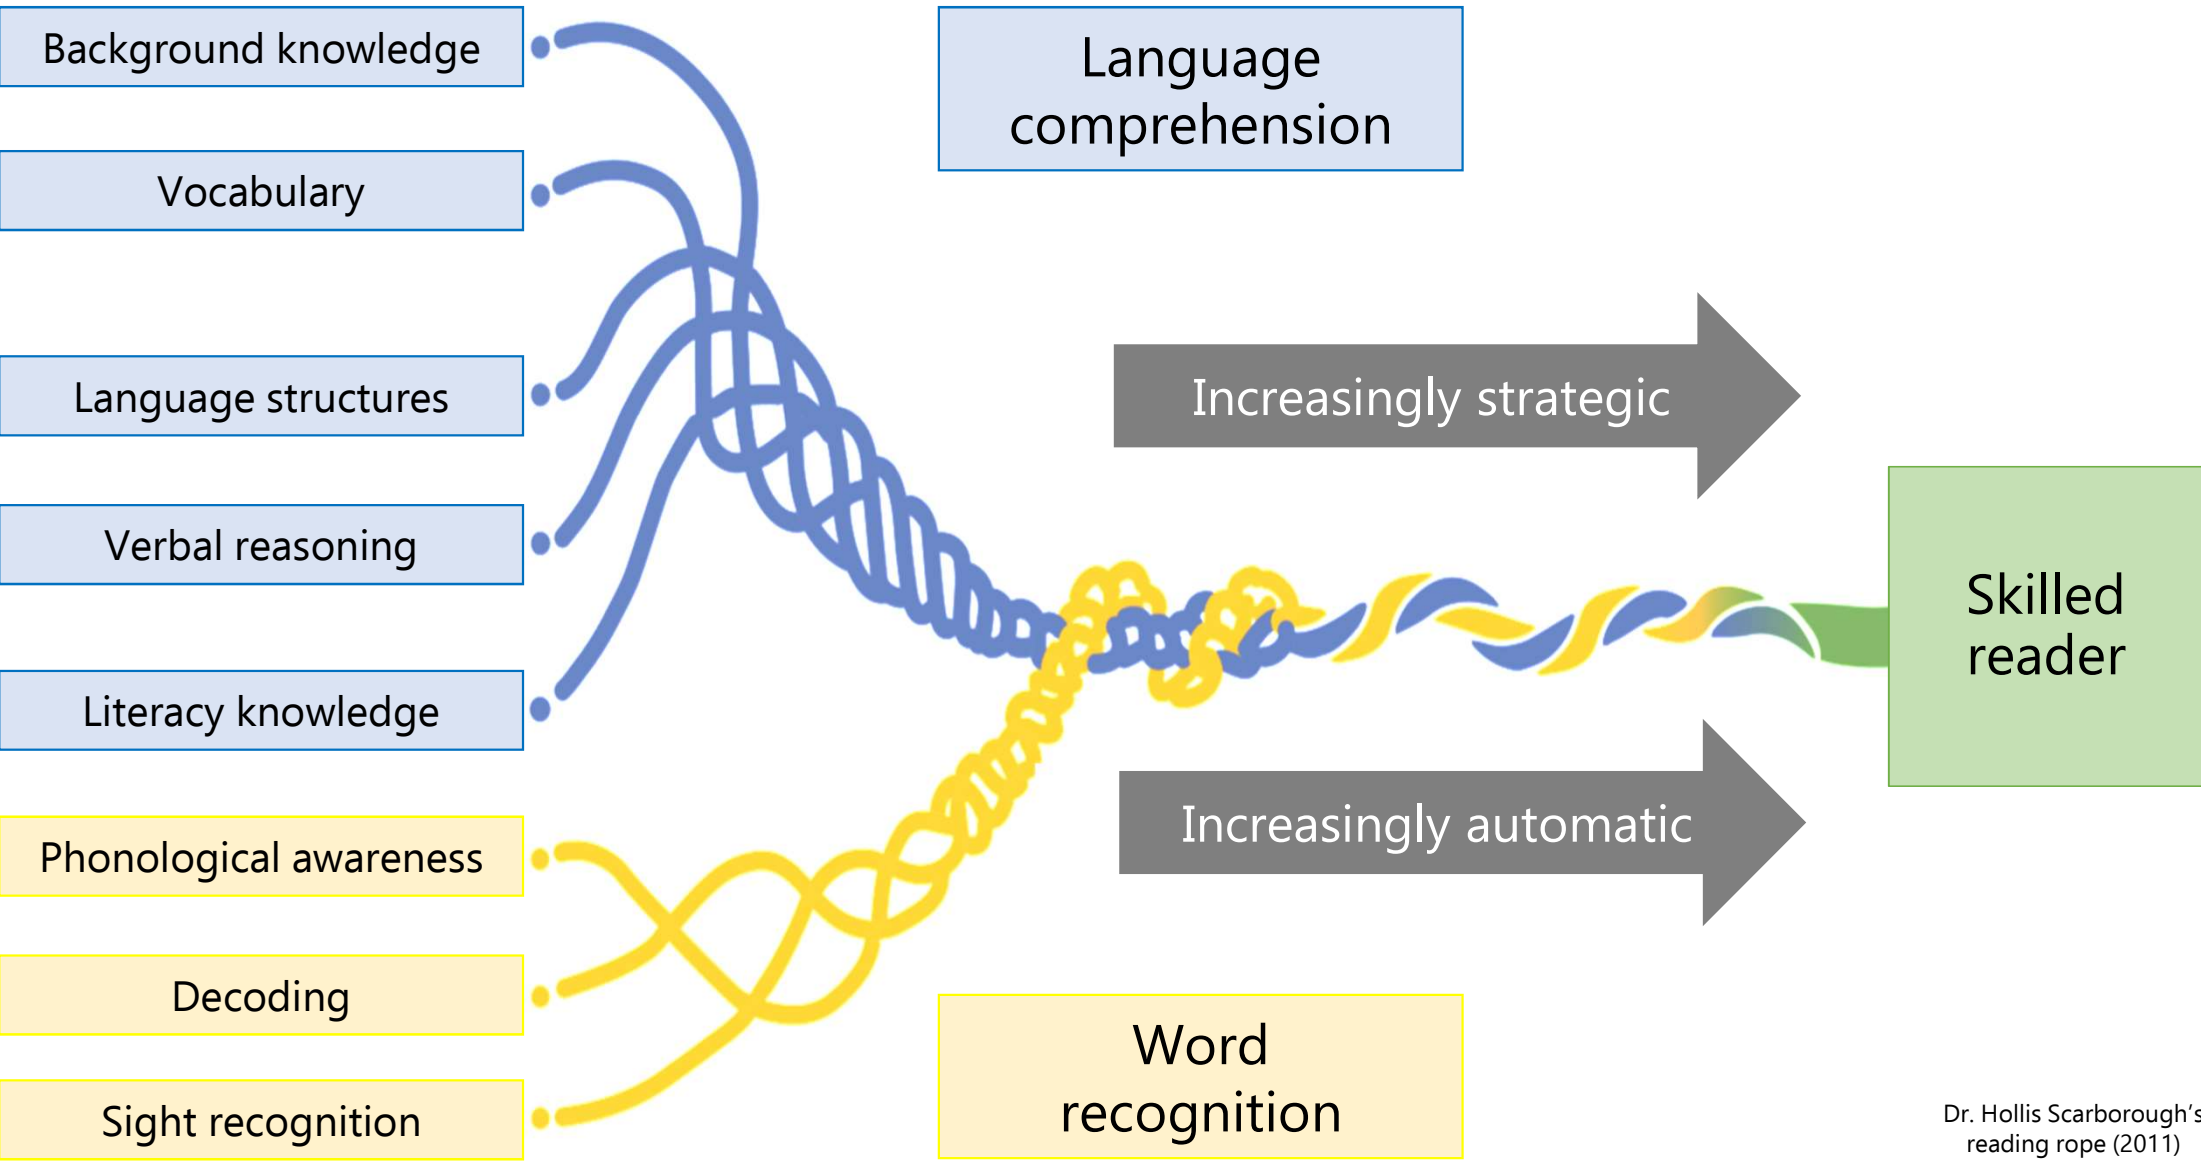 Background knowledge
Vocabulary
Language structures
Verbal reasoning
Literacy knowledge
Phonological awareness
Decoding
Sight recognition
Language
comprehension
Increasingly strategic
Increasingly automatic
Word
recognition
Skilled
reader
Dr. Hollis Scarborough's
reading rope (2011)